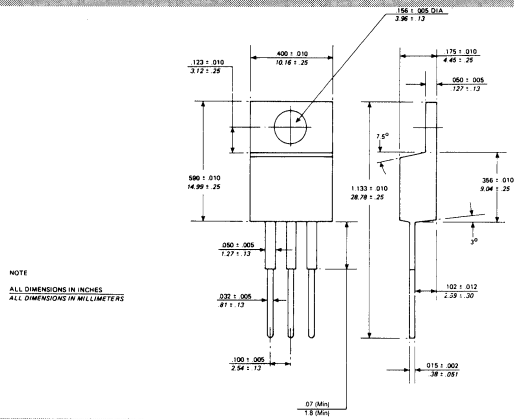 .156 ± .005 DIA
3.96 ± .13
.400 ± .010
10.16 ± .25
.175 ± .010
4.45 ± .25
.123 ± .010
3.12 ± .25
.050 ± .005
.127 ± .13
7.5°
.590 ± .010
14.99 ± .25
1.133 ± .010
28.78 ± .25
.356 ± .010
9.04 ± .25
3°
.050 ± .005
1.27 ± .13
NOTE
ALL DIMENSIONS IN INCHES
ALL DIMENSIONS IN MILLIMETERS
.032 ± .005
.81 ± .13
.102 ± .012
2.59 ± .30
.100 ± .005
2.54 ± .13
.015 ± .002
.38 ± .051
.07 (Min)
1.8 (Min)